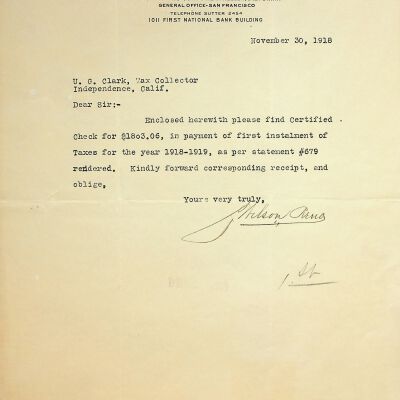 GENERAL OFFICE-SAN FRANCISCO
TELEPHONE SUTTER 2454
1011 FIRST NATIONAL BANK BUILDING
November 30, 1918
U. G. Clark, Tax Collector
Independence, Calif.
Dear Sir:-
Enclosed herewith please find Certified
Check for $1803.06, in payment of first instalment of
Taxes for the year 1918-1919, as per statement #679
rendered. Kindly forward corresponding receipt, and
oblige,
Yours very truly,
Wilson
1.